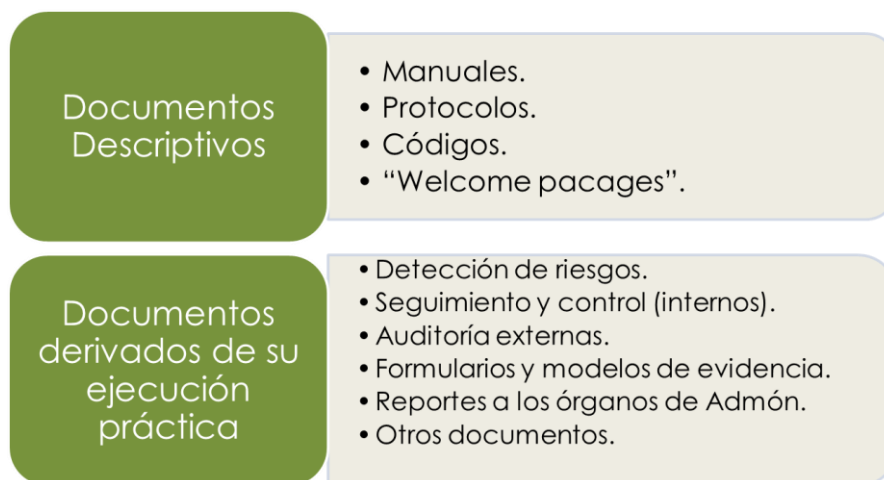 Documentos
Descriptivos
• Manuales.
• Protocolos.
• Códigos.
• “Welcome pacages”.
Documentos
derivados de su
ejecución
práctica
• Detección de riesgos.
• Seguimiento y control (internos).
• Auditoría externas.
• Formularios y modelos de evidencia.
• Reportes a los órganos de Admón.
• Otros documentos.